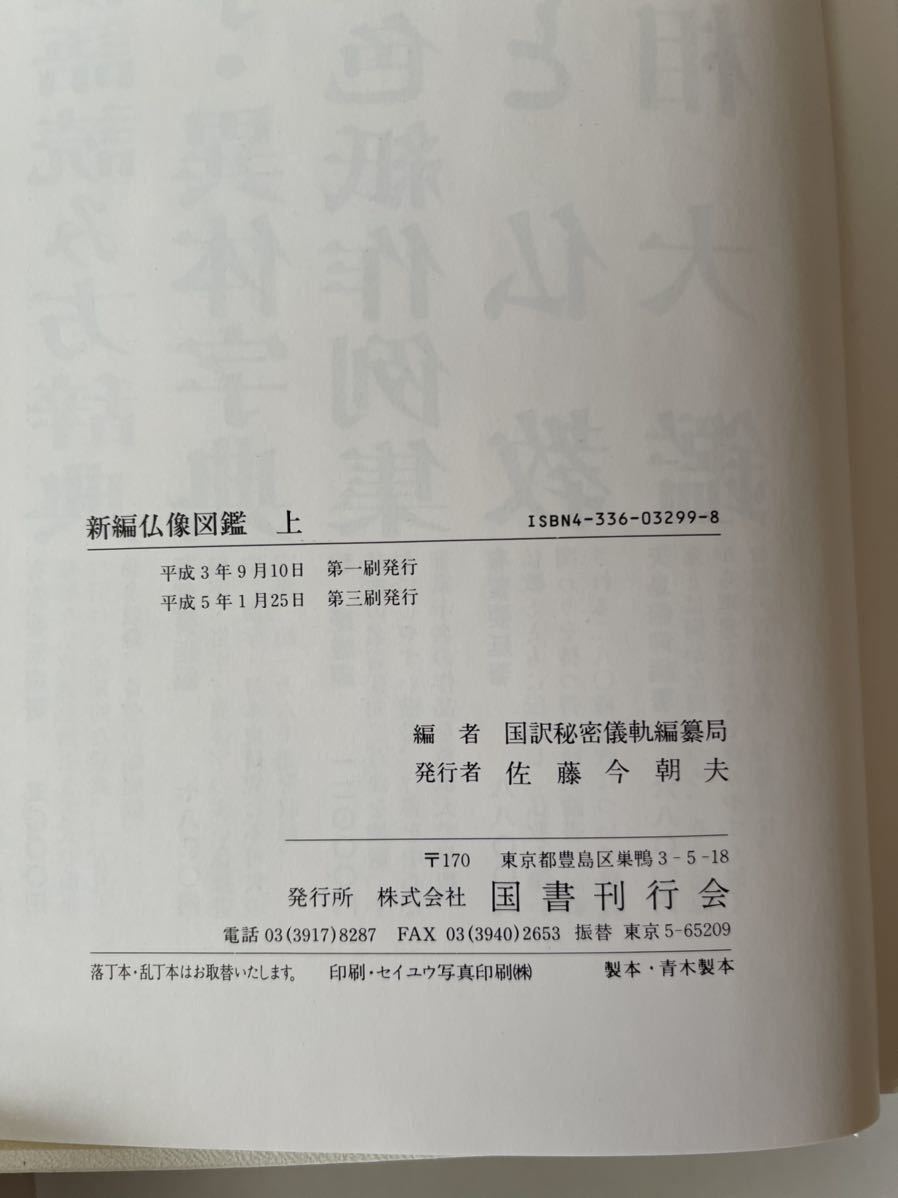 新編仏像図鑑 上 ISBN4-336-03299-8
平成3年9月10日 第一刷発行
平成5年1月25日 第三刷発行
編者 国訳秘密儀軌編纂局
発行者 佐藤今朝夫
〒170 東京都豊島区巣鴨3-5-18
発行所 株式会社 国書刊行会
電話03(3917)8287 FAX 03(3940)2653 振替 東京5-65209
落丁本・乱丁本はお取替いたします。 印刷・セイユウ写真印刷㈱ 製本・青木製本